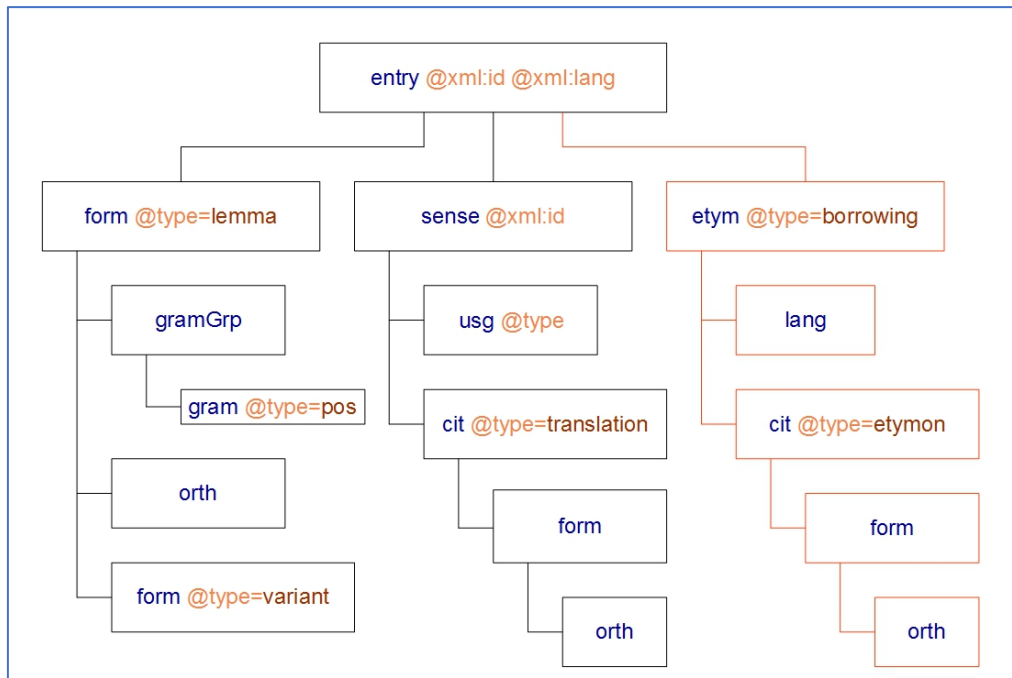 entry @xml:id @xml:lang
form @type=lemma
sense @xml:id
etym @type=borrowing
gramGrp
usg @type
lang
gram @type=pos
cit @type=translation
cit @type=etymon
orth
form
form
form @type=variant
orth
orth